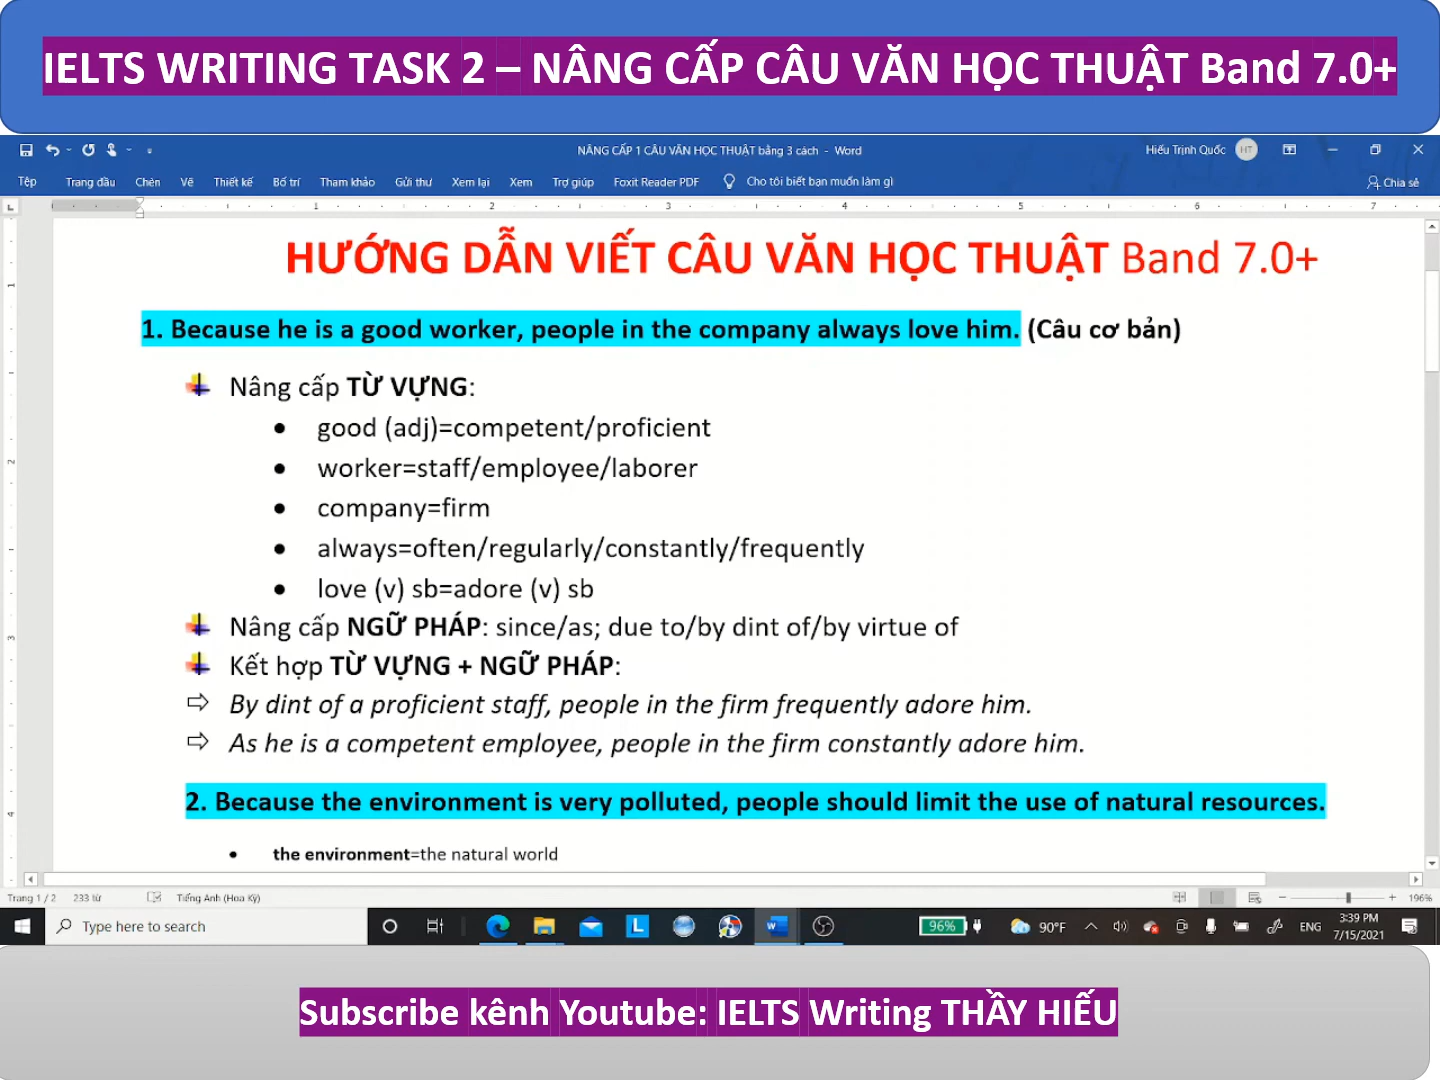 IELTS WRITING TASK 2 – NÂNG CẤP CÂU VĂN HỌC THUẬT Band 7.0+
NÂNG CẤP 1 CÂU VĂN HỌC THUẬT bằng 3 cách - Word
Hiếu Trịnh Quốc HT
Tệp Trang đầu Chèn Vẽ Thiết kế Bố trí Tham khảo Gửi thư Xem lại Xem Trợ giúp Foxit Reader PDF Cho tôi biết bạn muốn làm gì Chia sẻ
1 2 3 4 5 6 7
HƯỚNG DẪN VIẾT CÂU VĂN HỌC THUẬT Band 7.0+
1. Because he is a good worker, people in the company always love him. (Câu cơ bản)
Nâng cấp TỪ VỰNG:
• good (adj)=competent/proficient
• worker=staff/employee/laborer
• company=firm
• always=often/regularly/constantly/frequently
• love (v) sb=adore (v) sb
Nâng cấp NGỮ PHÁP: since/as; due to/by dint of/by virtue of
Kết hợp TỪ VỰNG + NGỮ PHÁP:
⇨ By dint of a proficient staff, people in the firm frequently adore him.
⇨ As he is a competent employee, people in the firm constantly adore him.
2. Because the environment is very polluted, people should limit the use of natural resources.
• the environment=the natural world
Trang 1 / 2 233 từ Tiếng Anh (Hoa Kỳ) 196%
Type here to search
96% 90°F ENG 3:39 PM
7/15/2021
Subscribe kênh Youtube: IELTS Writing THẦY HIẾU